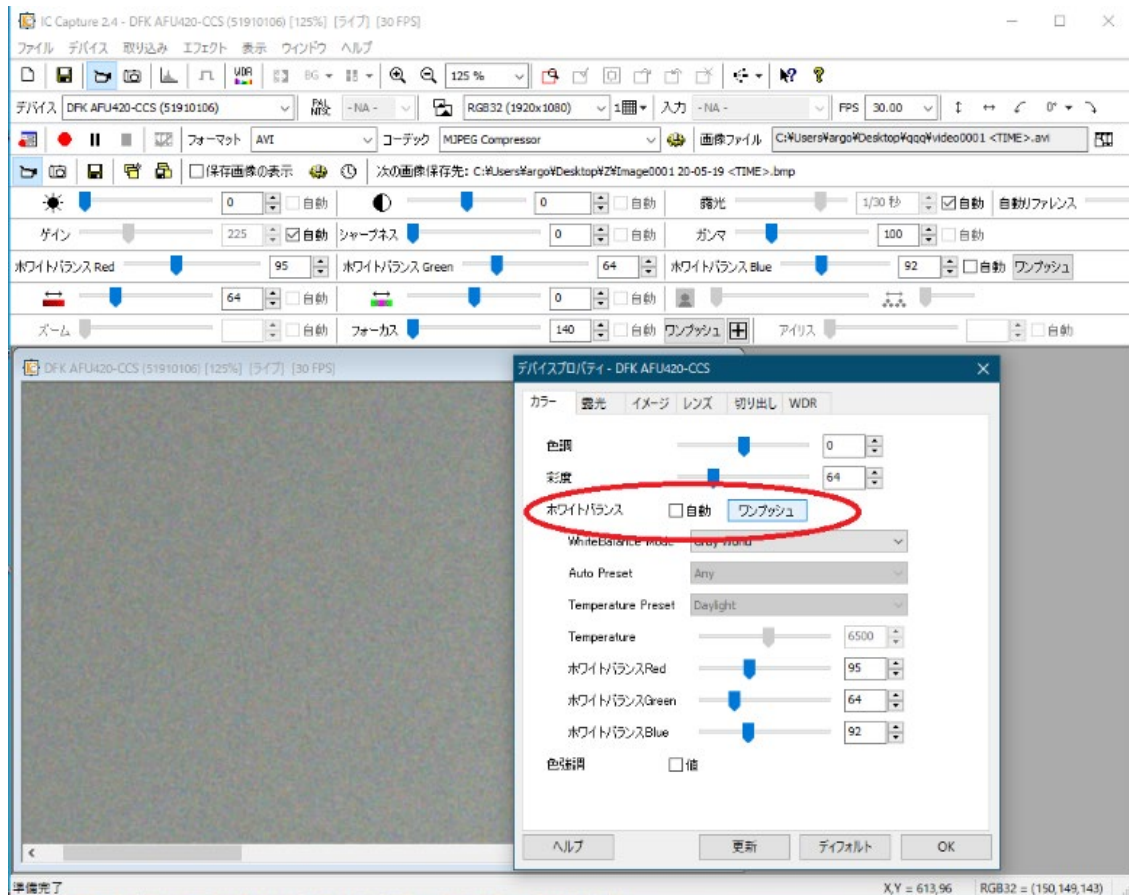 IC Capture 2.4 - DFK AFU420-CCS (51910106) [125%] [ライブ] [30 FPS]
ファイル デバイス 取り込み エフェクト 表示 ウィンドウ ヘルプ
WDR BG 125 %
デバイス DFK AFU420-CCS (51910106) PAL NTSC - NA - RGB32 (1920x1080) 1 入力 - NA - FPS 30.00 0°
フォーマット AVI コーデック MJPEG Compressor 画像ファイル C:¥Users¥argo¥Desktop¥qqq¥video0001 <TIME>.avi
保存画像の表示 次の画像保存先: C:¥Users¥argo¥Desktop¥Z¥Image0001 20-05-19 <TIME>.bmp
0 自動 0 自動 露光 1/30 秒 自動 自動リファレンス
ゲイン 225 自動 シャープネス 0 自動 ガンマ 100 自動
ホワイトバランス Red 95 ホワイトバランス Green 64 ホワイトバランス Blue 92 自動 ワンプッシュ
64 自動 0 自動
ズーム 自動 フォーカス 140 自動 ワンプッシュ アイリス 自動
DFK AFU420-CCS (51910106) [125%] [ライブ] [30 FPS]
デバイスプロパティ - DFK AFU420-CCS
カラー 露光 イメージ レンズ 切り出し WDR
色調 0
彩度 64
ホワイトバランス 自動 ワンプッシュ
WhiteBalance Mode Gray World
Auto Preset Any
Temperature Preset Daylight
Temperature 6500
ホワイトバランスRed 95
ホワイトバランスGreen 64
ホワイトバランスBlue 92
色強調 値
ヘルプ 更新 ディフォルト OK
準備完了 X,Y = 613,96 RGB32 = (150,149,143)